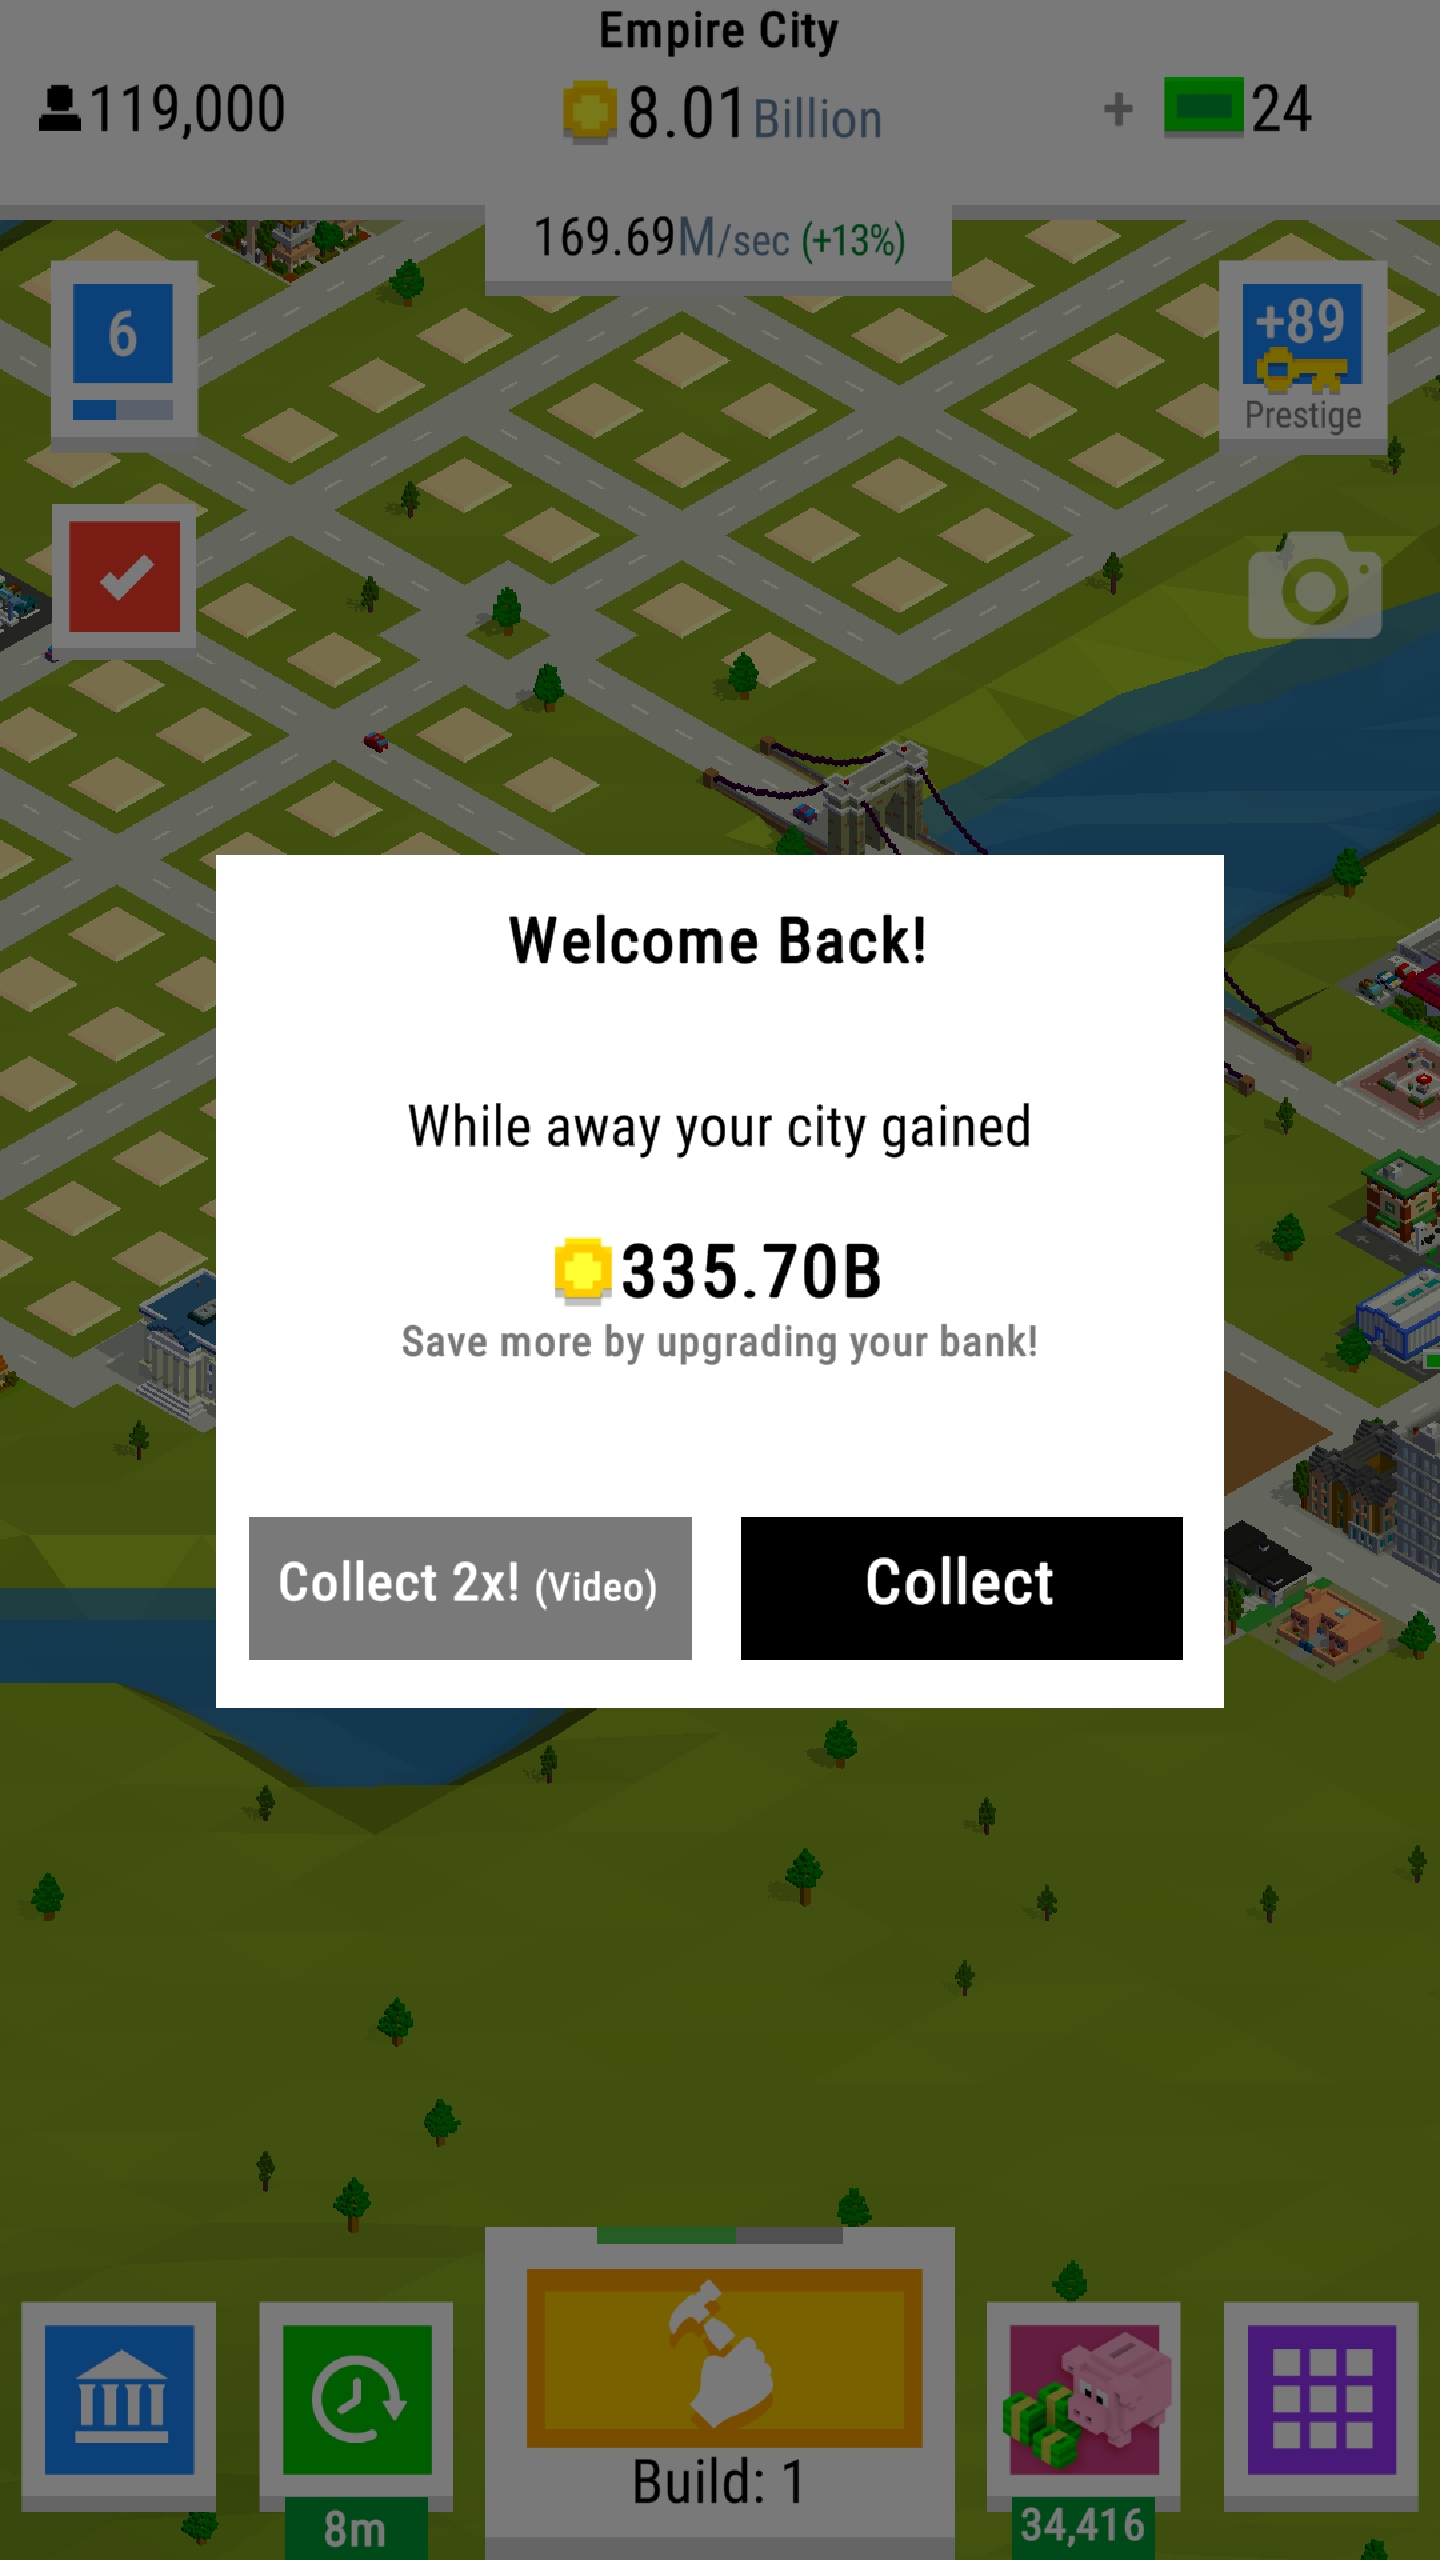 Empire City
119,000
8.01 Billion
+ 24
169.69M/sec (+13%)
6
+89
Prestige
Welcome Back!
While away your city gained
335.70B
Save more by upgrading your bank!
Collect 2x! (Video)
Collect
Build: 1
8m
34,416